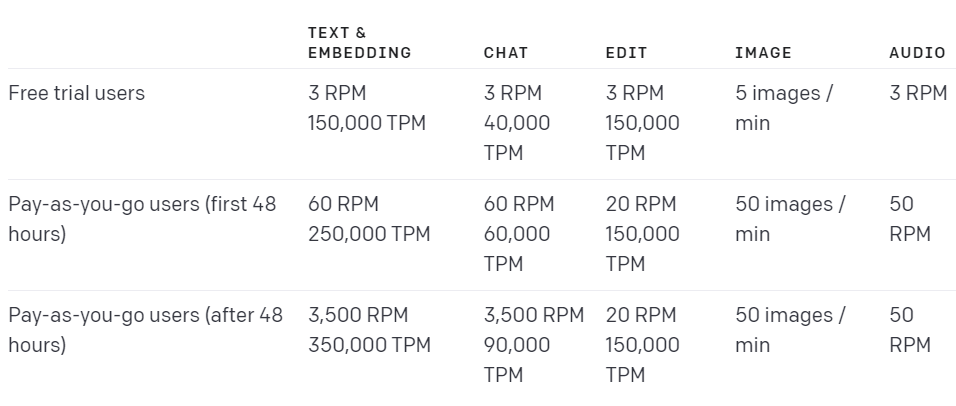 TEXT &
EMBEDDING CHAT EDIT IMAGE AUDIO
Free trial users 3 RPM 3 RPM 3 RPM 5 images / 3 RPM
150,000 TPM 40,000 150,000 min
TPM TPM
Pay-as-you-go users (first 48 60 RPM 60 RPM 20 RPM 50 images / 50
hours) 250,000 TPM 60,000 150,000 min RPM
TPM TPM
Pay-as-you-go users (after 48 3,500 RPM 3,500 RPM 20 RPM 50 images / 50
hours) 350,000 TPM 90,000 150,000 min RPM
TPM TPM